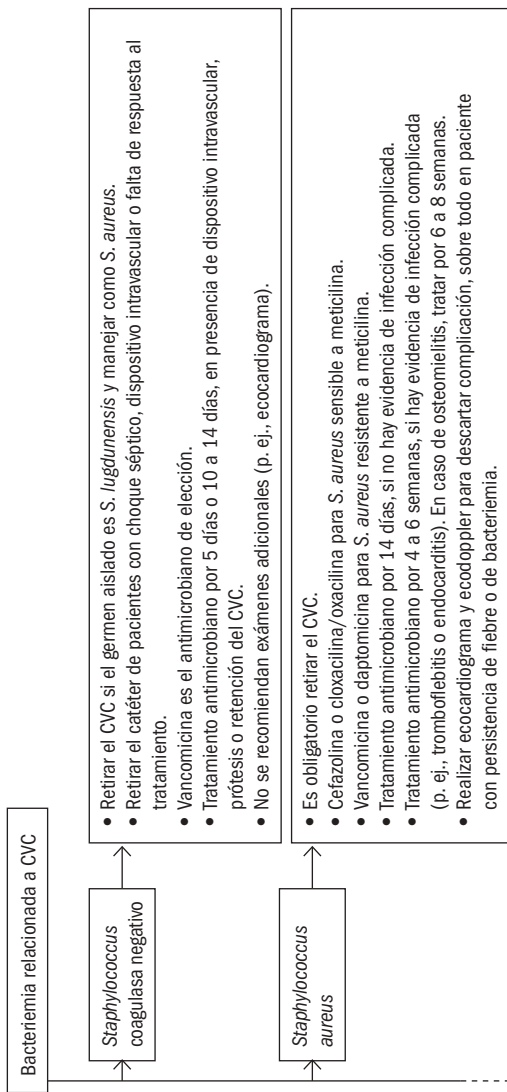 Bacteriemia relacionada a CVC
Staphylococcus
coagulasa negativo
• Retirar el CVC si el germen aislado es S. lugdunensis y manejar como S. aureus.
• Retirar el catéter de pacientes con choque séptico, dispositivo intravascular o falta de respuesta al
tratamiento.
• Vancomicina es el antimicrobiano de elección.
• Tratamiento antimicrobiano por 5 días o 10 a 14 días, en presencia de dispositivo intravascular,
prótesis o retención del CVC.
• No se recomiendan exámenes adicionales (p. ej., ecocardiograma).
Staphylococcus
aureus
• Es obligatorio retirar el CVC.
• Cefazolina o cloxacilina/oxacilina para S. aureus sensible a meticilina.
• Vancomicina o daptomicina para S. aureus resistente a meticilina.
• Tratamiento antimicrobiano por 14 días, si no hay evidencia de infección complicada.
• Tratamiento antimicrobiano por 4 a 6 semanas, si hay evidencia de infección complicada
(p. ej., tromboflebitis o endocarditis). En caso de osteomielitis, tratar por 6 a 8 semanas.
• Realizar ecocardiograma y ecodoppler para descartar complicación, sobre todo en paciente
con persistencia de fiebre o de bacteriemia.